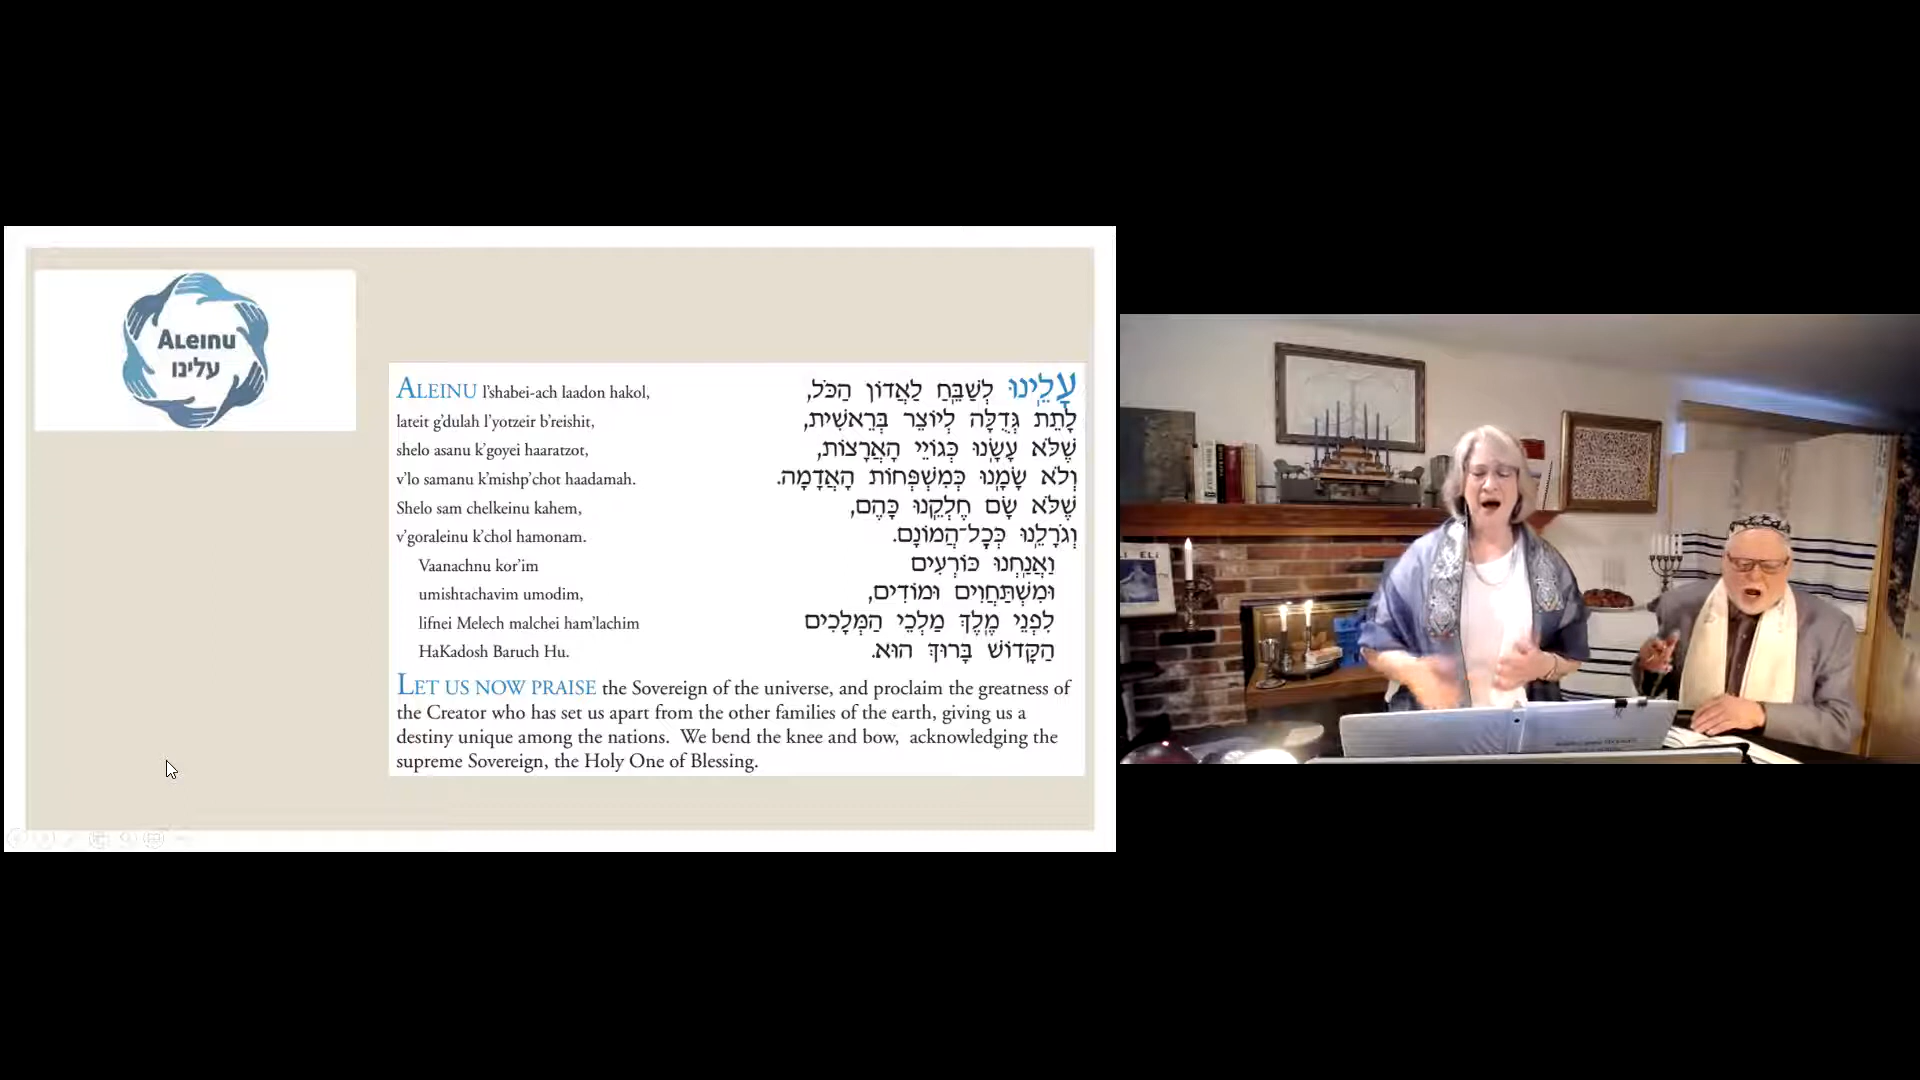 ALEINU
עלינו
ALEINU l'shabei-ach laadon hakol,
lateit g'dulah l'yotzeir b'reishit,
shelo asanu k'goyei haaratzot,
v'lo samanu k'mishp'chot haadamah.
Shelo sam chelkeinu kahem,
v'goraleinu k'chol hamonam.
Vaanachnu kor'im
umishtachavim umodim,
lifnei Melech malchei ham'lachim
HaKadosh Baruch Hu.
עָלֵֽינוּ לְשַׁבֵּֽחַ לַאֲדוֹן הַכֹּל,
לָתֵת גְּדֻלָּה לְיוֹצֵר בְּרֵאשִׁית,
שֶׁלֹּא עָשָֽׂנוּ כְּגוֹיֵי הָאֲרָצוֹת,
וְלֹא שָׂמָֽנוּ כְּמִשְׁפְּחוֹת הָאֲדָמָה.
שֶׁלֹּא שָׂם חֶלְקֵֽנוּ כָּהֶם,
וְגֹרָלֵֽנוּ כְּכָל־הֲמוֹנָם.
וַאֲנַֽחְנוּ כּוֹרְעִים
וּמִשְׁתַּחֲוִים וּמוֹדִים,
לִפְנֵי מֶֽלֶךְ מַלְכֵי הַמְּלָכִים
הַקָּדוֹשׁ בָּרוּךְ הוּא.
LET US NOW PRAISE the Sovereign of the universe, and proclaim the greatness of
the Creator who has set us apart from the other families of the earth, giving us a
destiny unique among the nations. We bend the knee and bow, acknowledging the
supreme Sovereign, the Holy One of Blessing.
ELI